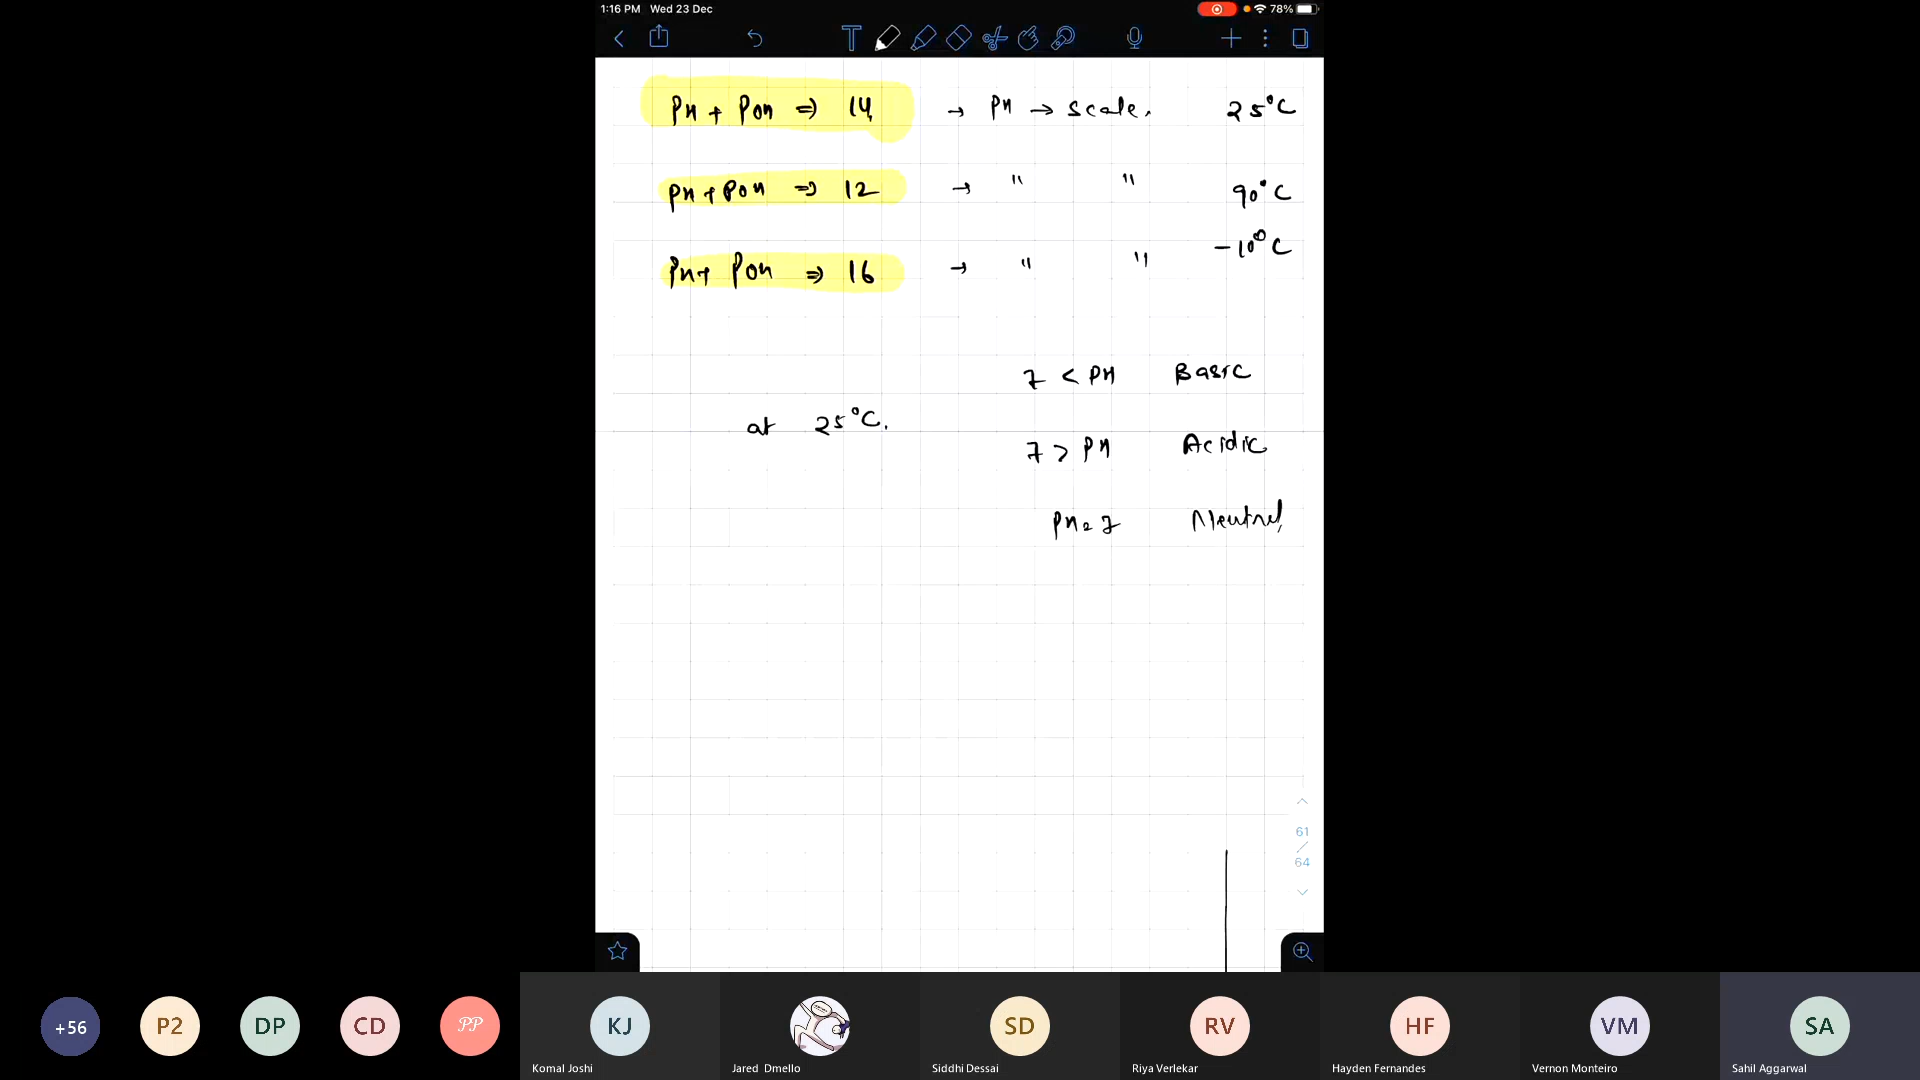 1:16 PM Wed 23 Dec 78%
T
PH + POH ⇒ 14 → PH → scale. 25°C
PH + POH ⇒ 12 → " " 90°C
PH + POH ⇒ 16 → " " -10°C
7 < PH Basic
at 25°C.
7 > PH Acidic
PH = 7 Neutral
61
/
64
+56 P2 DP CD PP KJ SD RV HF VM SA
Komal Joshi Jared Dmello Siddhi Dessai Riya Verlekar Hayden Fernandes Vernon Monteiro Sahil Aggarwal